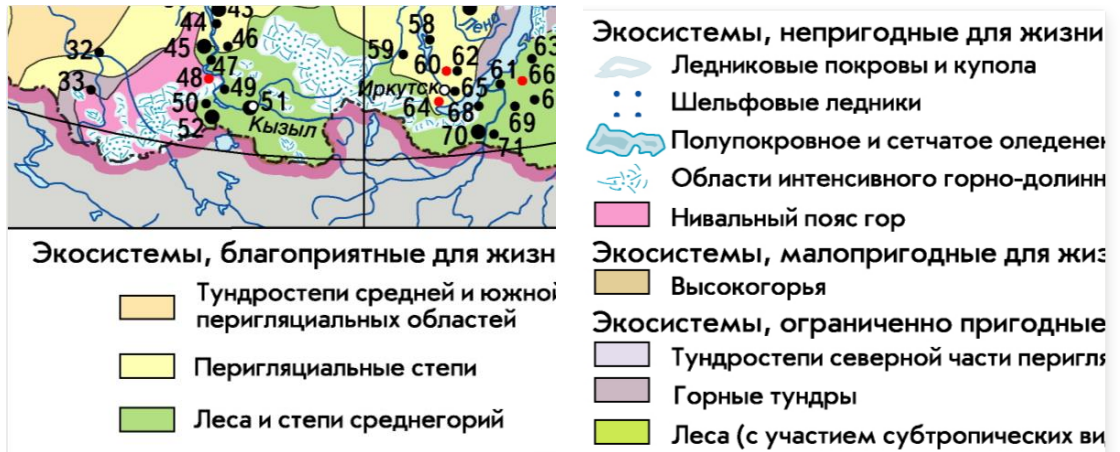 43
44
45
46
58
Лено
32
47
59
62
63
60
61
66
33
48
49
Иркутск
65
50
51
64
68
Кызыл
69
52
70
71
Экосистемы, благоприятные для жизн
Тундростепи средней и южной
перигляциальных областей
Перигляциальные степи
Леса и степи среднегорий
Экосистемы, непригодные для жизни
Ледниковые покровы и купола
Шельфовые ледники
Полупокровное и сетчатое оледене
Области интенсивного горно-долинн
Нивальный пояс гор
Экосистемы, малопригодные для жиз
Высокогорья
Экосистемы, ограниченно пригодные
Тундростепи северной части перигля
Горные тундры
Леса (с участием субтропических ви